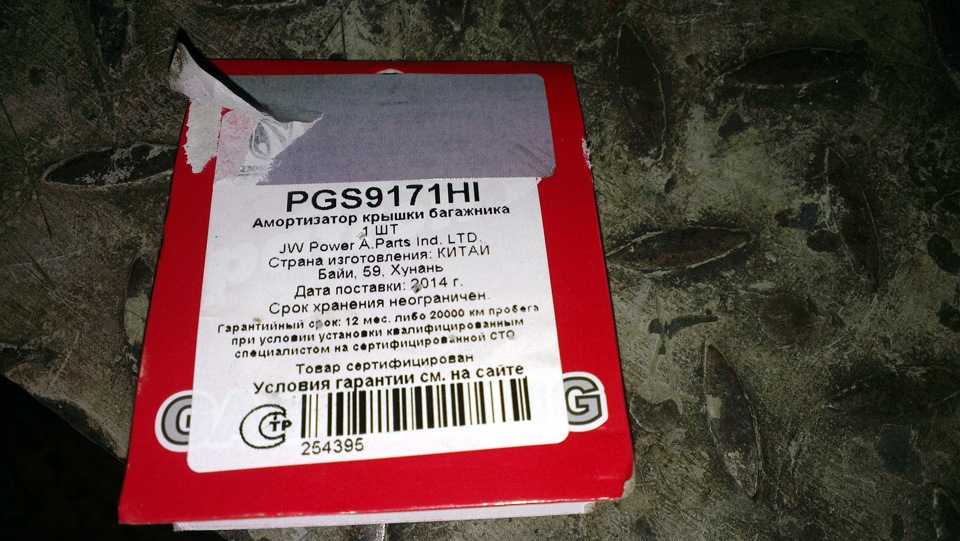 PGS9171HI
Амортизатор крышки багажника
1 ШТ
JW Power A.Parts Ind. LTD.
Страна изготовления: КИТАЙ
Байи, 59, Хунань
Дата поставки: 2014 г.
Срок хранения неограничен.
Гарантийный срок: 12 мес. либо 20000 км пробега
при условии установки квалифицированным
специалистом на сертифицированной СТО
Товар сертифицирован
Условия гарантии см. на сайте
G G
СТР
254395